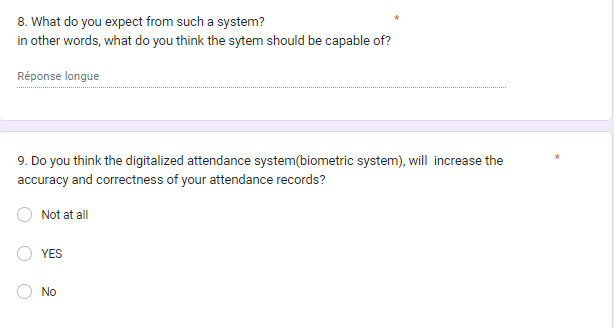 8. What do you expect from such a system? *
in other words, what do you think the sytem should be capable of?
Réponse longue
9. Do you think the digitalized attendance system(biometric system), will  increase the *
accuracy and correctness of your attendance records?
Not at all
YES
No